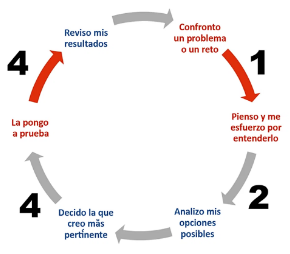 Confronto
un problema
o un reto
1
Pienso y me
esfuerzo por
entenderlo
2
Analizo mis
opciones
posibles
Decido la que
creo más
pertinente
4
La pongo
a prueba
4
Reviso mis
resultados